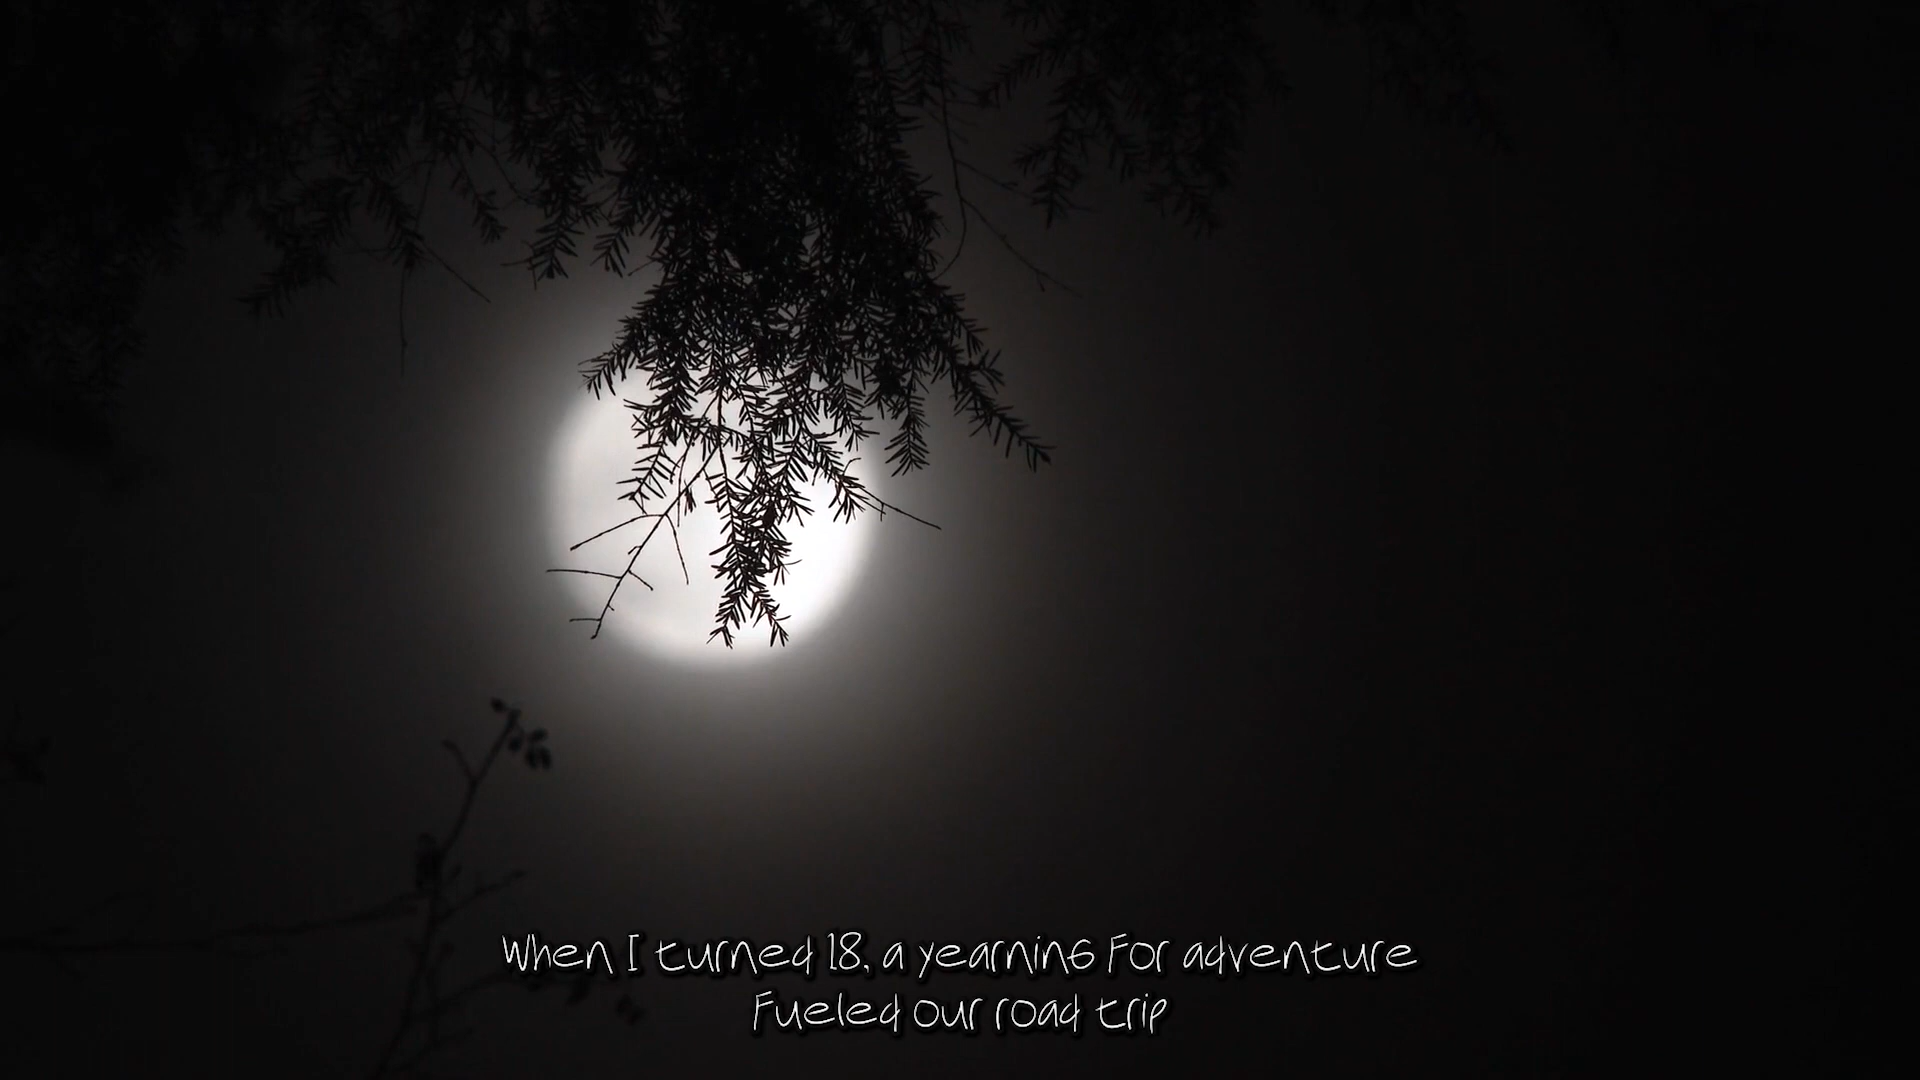 When I turned 18, a yearning for adventure
fueled our road trip